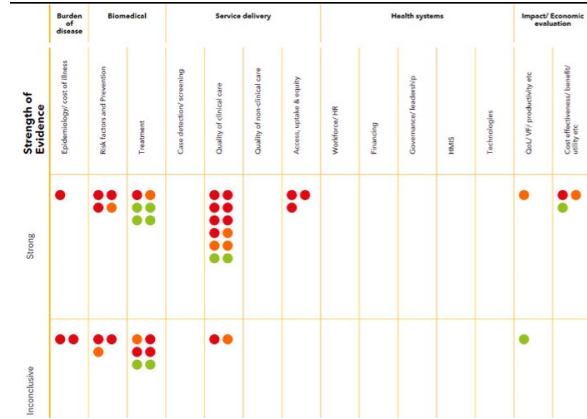 Burden
of
disease
Biomedical
Service delivery
Health systems
Impact/ Economic
evaluation
Strength of
Evidence
Epidemiology/ cost of illness
Risk factors and Prevention
Treatment
Case detection/ screening
Quality of clinical care
Quality of non-clinical care
Access, uptake & equity
Workforce/ HR
Financing
Governance/ leadership
HMIS
Technologies
QoL/ VF/ productivity etc
Cost effectiveness/ benefit/
utility etc
Strong
Inconclusive